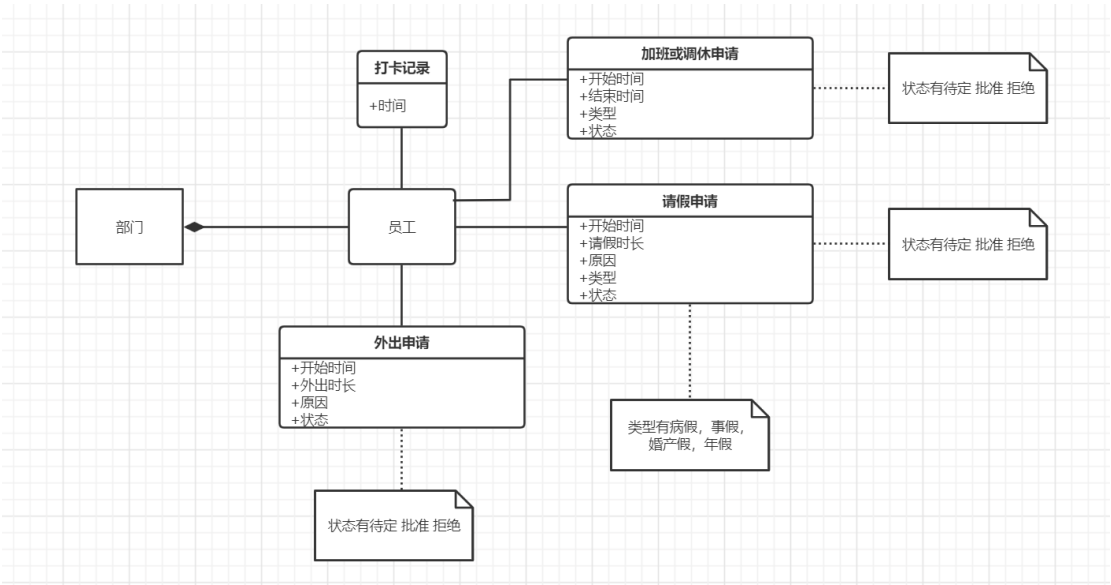 打卡记录
+时间
加班或调休申请
+开始时间
+结束时间
+类型
+状态
状态有待定 批准 拒绝
部门
员工
请假申请
+开始时间
+请假时长
+原因
+类型
+状态
状态有待定 批准 拒绝
外出申请
+开始时间
+外出时长
+原因
+状态
类型有病假，事假，
婚产假，年假
状态有待定 批准 拒绝